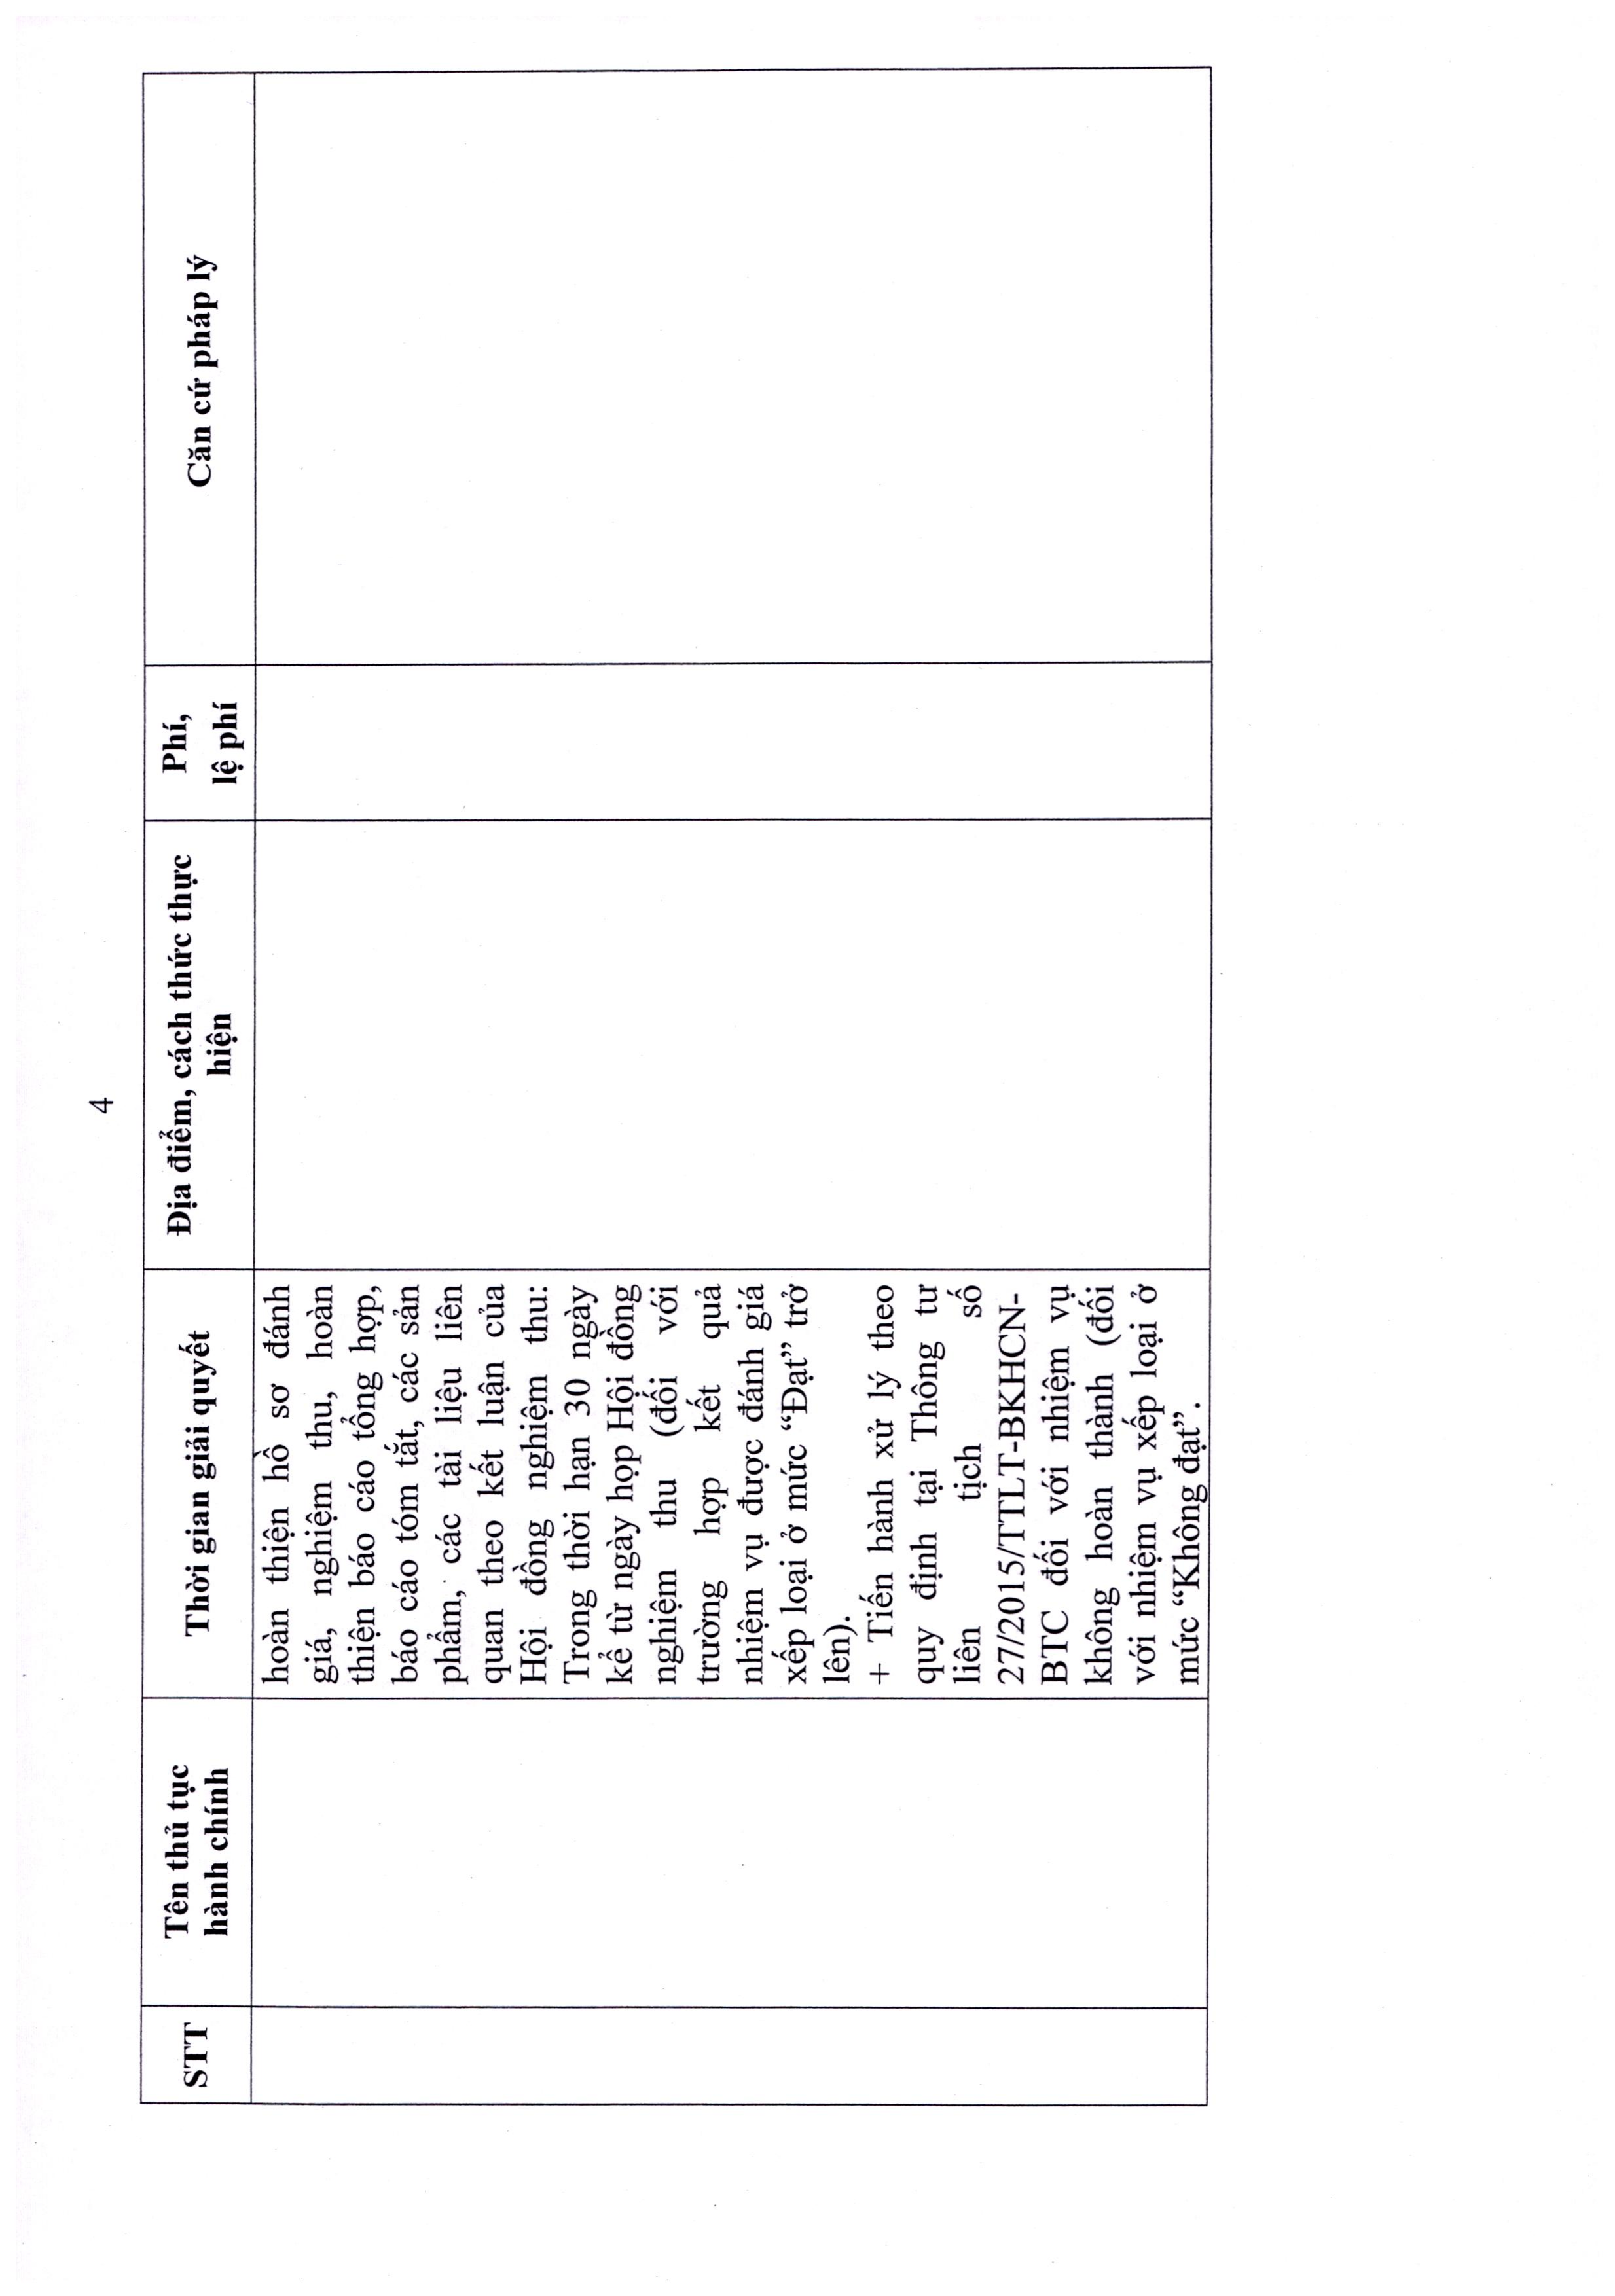 4
STT
Tên thủ tục
hành chính
Thời gian giải quyết
Địa điểm, cách thức thực
hiện
Phí,
lệ phí
Căn cứ pháp lý
hoàn thiện hồ sơ đánh
giá, nghiệm thu, hoàn
thiện báo cáo tổng hợp,
báo cáo tóm tắt, các sản
phẩm, các tài liệu liên
quan theo kết luận của
Hội đồng nghiệm thu:
Trong thời hạn 30 ngày
kể từ ngày họp Hội đồng
nghiệm thu (đối với
trường hợp kết quả
nhiệm vụ được đánh giá
xếp loại ở mức “Đạt” trở
lên).
+ Tiến hành xử lý theo
quy định tại Thông tư
liên tịch số
27/2015/TTLT-BKHCN-
BTC đối với nhiệm vụ
không hoàn thành (đối
với nhiệm vụ xếp loại ở
mức “Không đạt”.